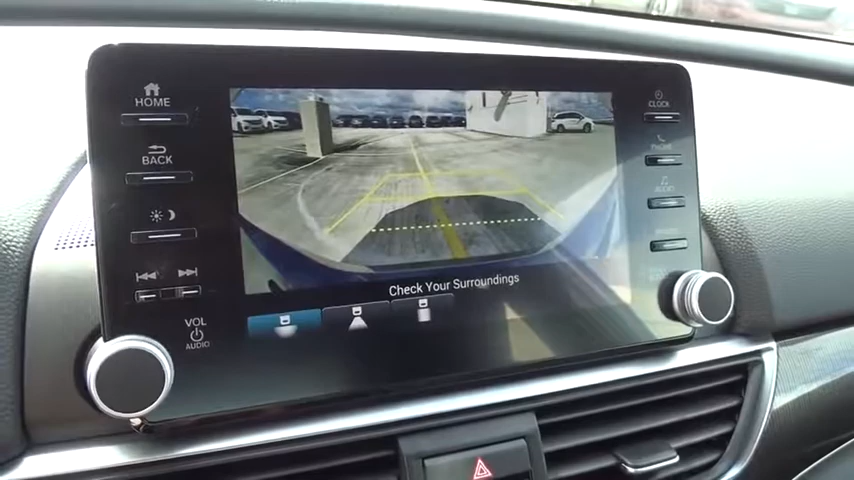 HOME
BACK
VOL
AUDIO
Check Your Surroundings
CLOCK
PHONE
AUDIO